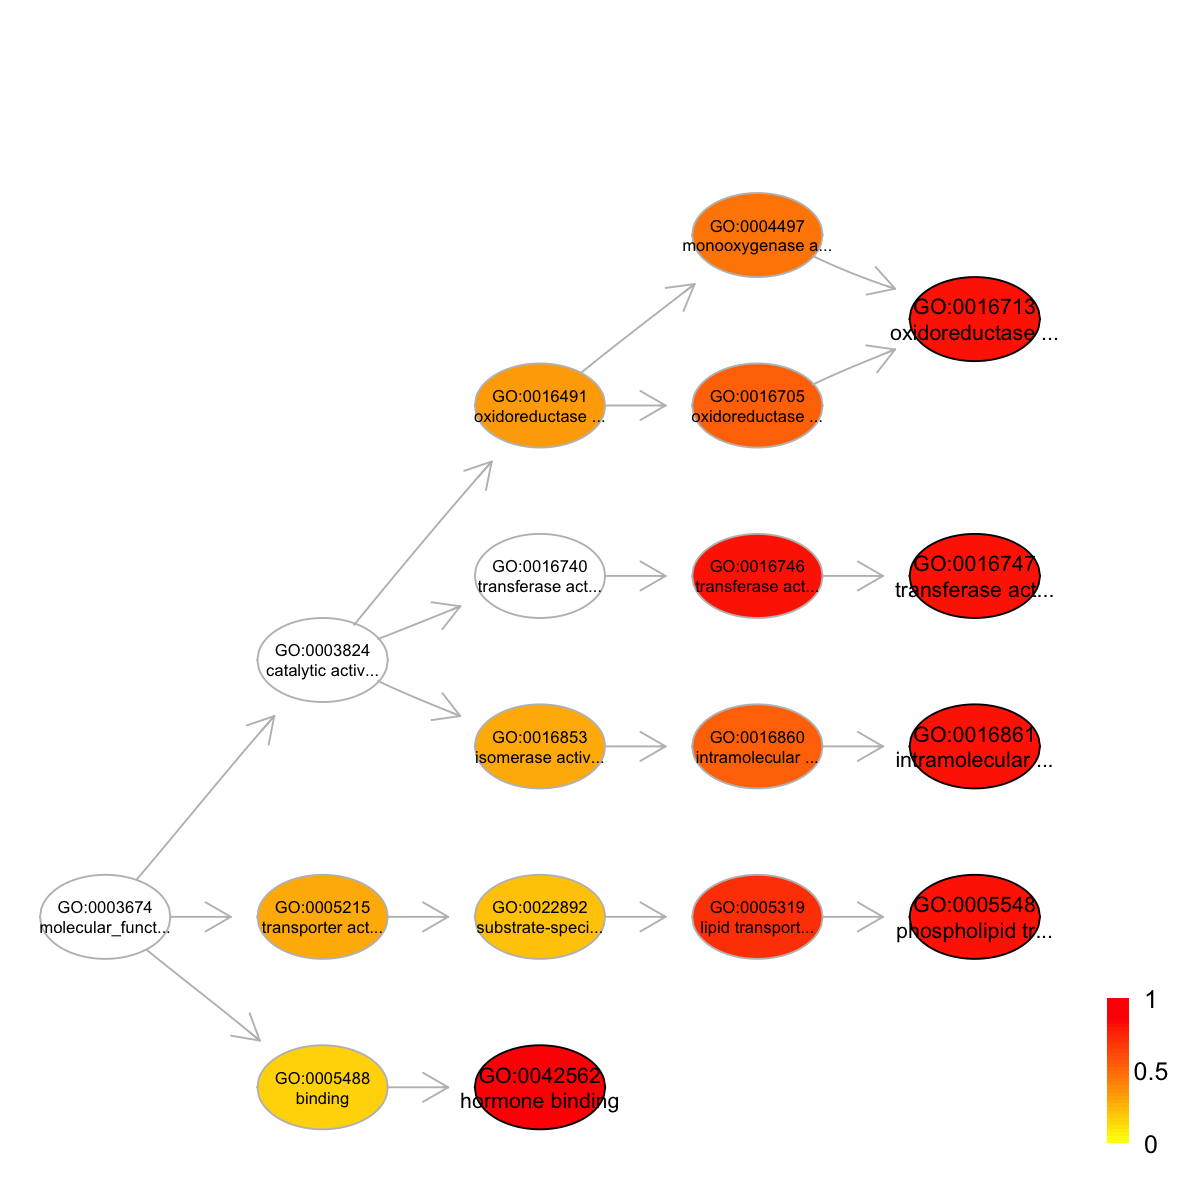 GO:0004497
monooxygenase a...
GO:0016713
oxidoreductase ...
GO:0016491
oxidoreductase ...
GO:0016705
oxidoreductase ...
GO:0016740
transferase act...
GO:0016746
transferase act...
GO:0016747
transferase act...
GO:0003824
catalytic activ...
GO:0016853
isomerase activ...
GO:0016860
intramolecular ...
GO:0016861
intramolecular ...
GO:0003674
molecular_funct...
GO:0005215
transporter act...
GO:0022892
substrate-speci...
GO:0005319
lipid transport...
GO:0005548
phospholipid tr...
GO:0005488
binding
GO:0042562
hormone binding
1
0.5
0